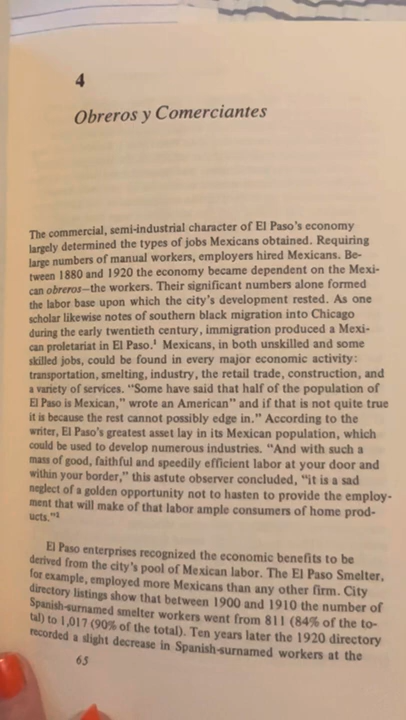 4
Obreros y Comerciantes
The commercial, semi-industrial character of El Paso's economy
largely determined the types of jobs Mexicans obtained. Requiring
large numbers of manual workers, employers hired Mexicans. Be-
tween 1880 and 1920 the economy became dependent on the Mexi-
can obreros—the workers. Their significant numbers alone formed
the labor base upon which the city's development rested. As one
scholar likewise notes of southern black migration into Chicago
during the early twentieth century, immigration produced a Mexi-
can proletariat in El Paso.¹ Mexicans, in both unskilled and some
skilled jobs, could be found in every major economic activity:
transportation, smelting, industry, the retail trade, construction, and
a variety of services. "Some have said that half of the population of
El Paso is Mexican," wrote an American" and if that is not quite true
it is because the rest cannot possibly edge in." According to the
writer, El Paso's greatest asset lay in its Mexican population, which
could be used to develop numerous industries. "And with such a
mass of good, faithful and speedily efficient labor at your door and
within your border," this astute observer concluded, "it is a sad
neglect of a golden opportunity not to hasten to provide the employ-
ment that will make of that labor ample consumers of home prod-
ucts."²
El Paso enterprises recognized the economic benefits to be
derived from the city's pool of Mexican labor. The El Paso Smelter,
for example, employed more Mexicans than any other firm. City
directory listings show that between 1900 and 1910 the number of
Spanish-surnamed smelter workers went from 811 (84% of the to-
tal) to 1,017 (90% of the total). Ten years later the 1920 directory
recorded a slight decrease in Spanish-surnamed workers at the
65